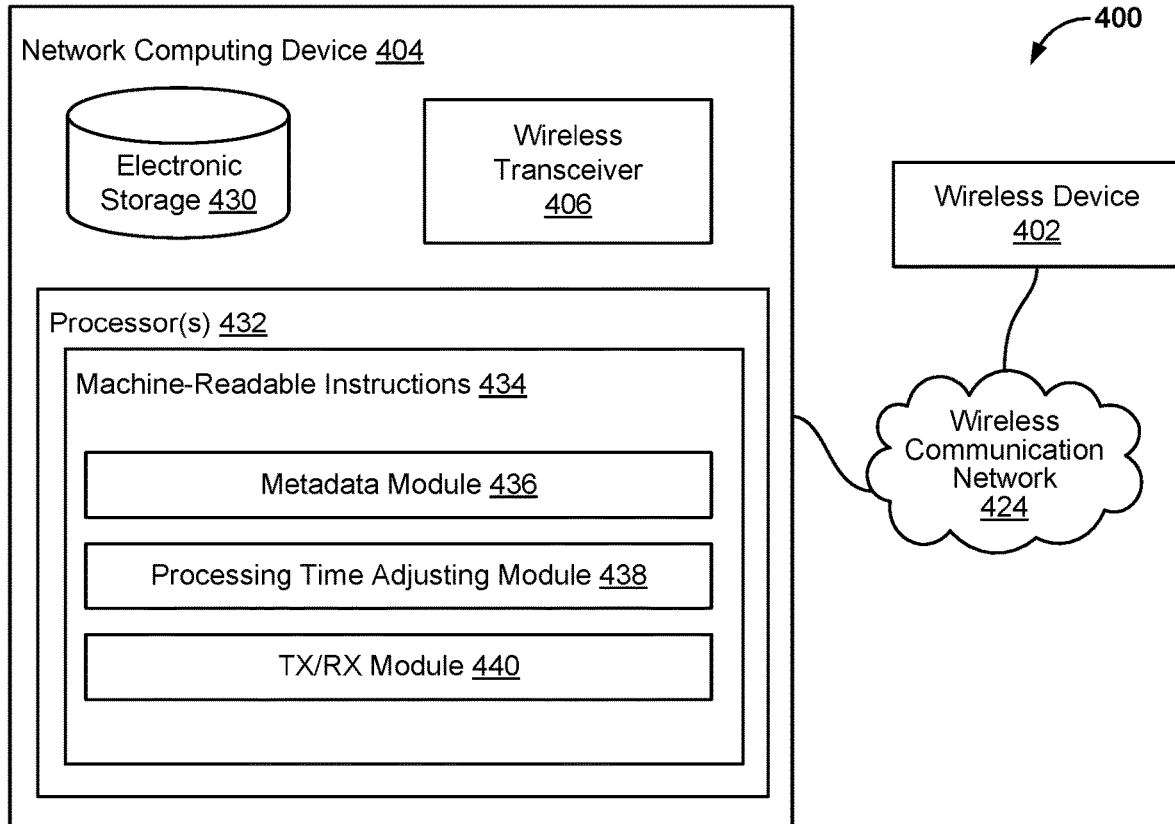 400
Network Computing Device 404
Electronic
Storage 430
Wireless
Transceiver
406
Wireless Device
402
Processor(s) 432
Machine-Readable Instructions 434
Metadata Module 436
Processing Time Adjusting Module 438
TX/RX Module 440
Wireless
Communication
Network
424